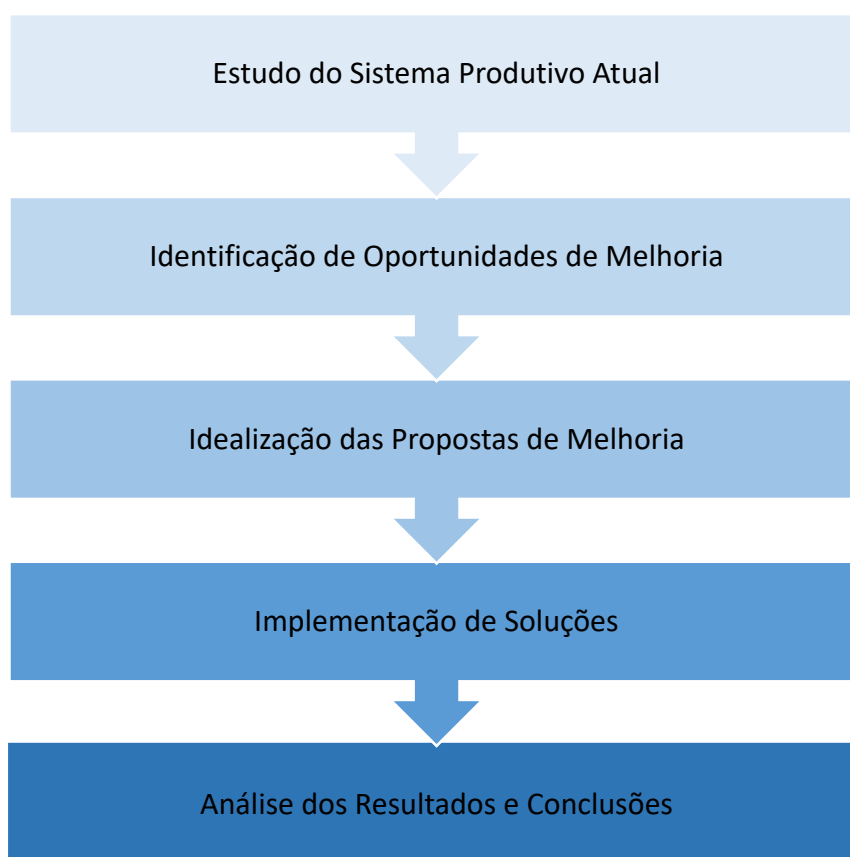 Estudo do Sistema Produtivo Atual
Identificação de Oportunidades de Melhoria
Idealização das Propostas de Melhoria
Implementação de Soluções
Análise dos Resultados e Conclusões